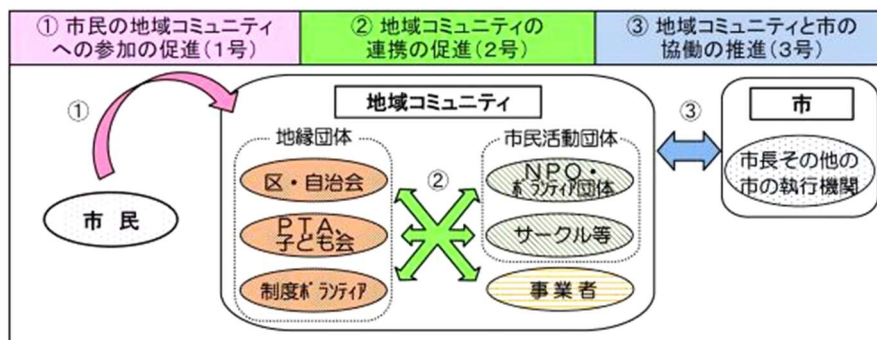 ① 市民の地域コミュニティ
への参加の促進(1号)
② 地域コミュニティの
連携の促進(2号)
③ 地域コミュニティと市の
協働の推進(3号)
①
市 民
地域コミュニティ
地縁団体
区・自治会
PTA、
子ども会
制度ボランティア
②
市民活動団体
NPO・
ボランティア団体
サークル等
事業者
③
市
市長その他の
市の執行機関